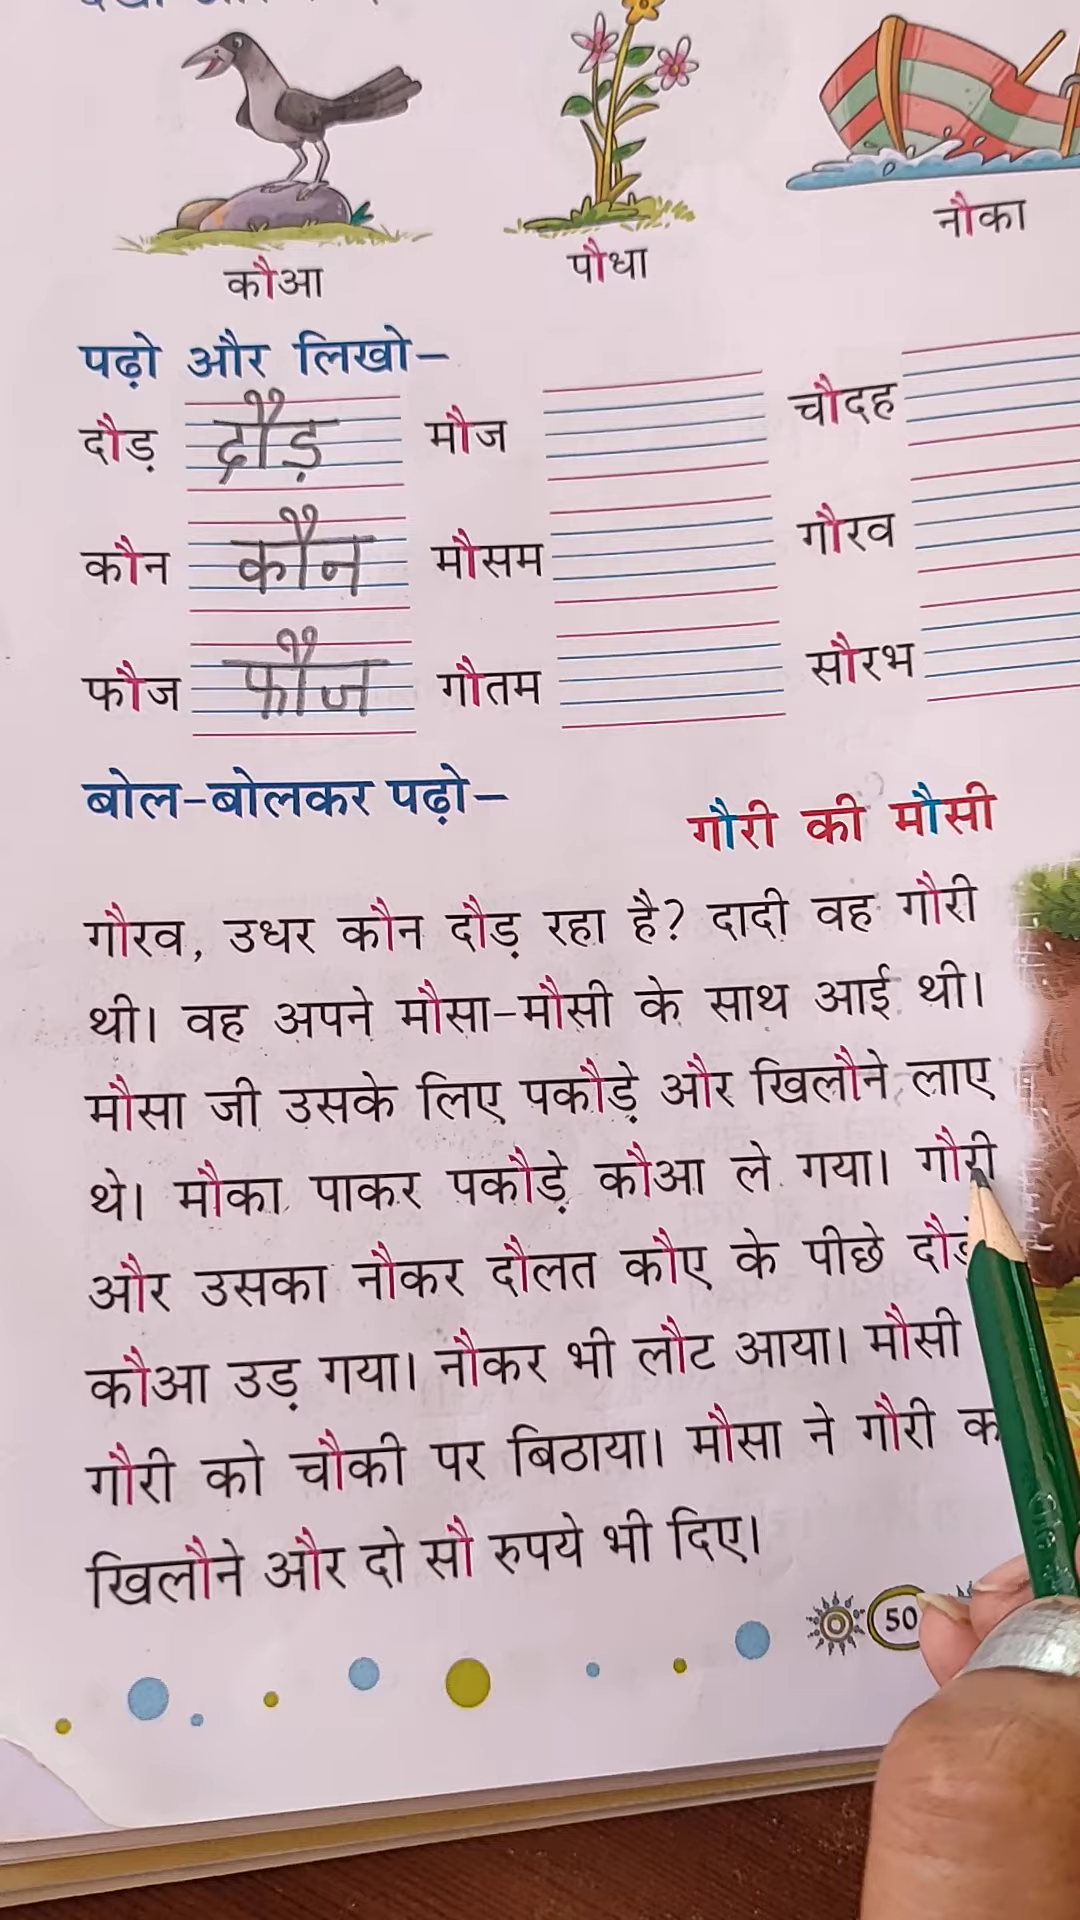 कौआ
पौधा
नौका
पढ़ो और लिखो–
दौड़ दौड़ मौज चौदह
कौन कौन मौसम गौरव
फौज फौज गौतम सौरभ
बोल-बोलकर पढ़ो–
गौरी की मौसी
गौरव, उधर कौन दौड़ रहा है? दादी वह गौरी
थी। वह अपने मौसा-मौसी के साथ आई थी।
मौसा जी उसके लिए पकौड़े और खिलौने लाए
थे। मौका पाकर पकौड़े कौआ ले गया। गौरी
और उसका नौकर दौलत कौए के पीछे
कौआ उड़ गया। नौकर भी लौट आया। मौसी
गौरी को चौकी पर बिठाया। मौसा ने गौरी
खिलौने और दो सौ रुपये भी दिए।
50